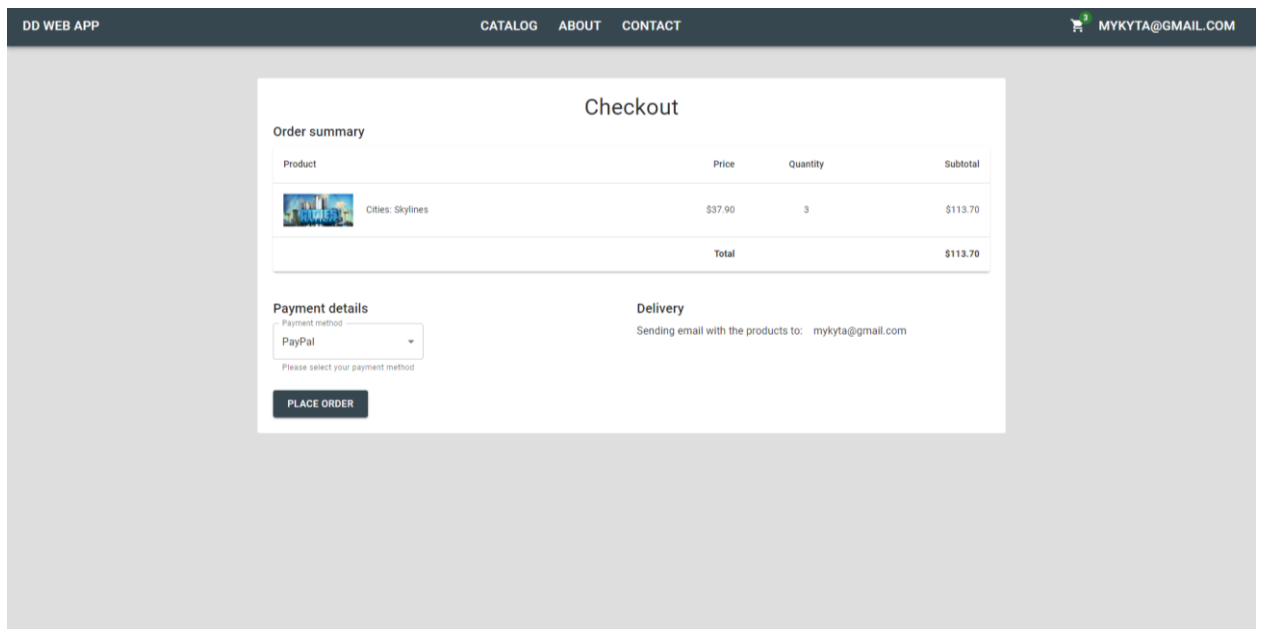 DD WEB APP CATALOG ABOUT CONTACT 3 MYKYTA@GMAIL.COM
Checkout
Order summary
Product Price Quantity Subtotal
CITIES Cities: Skylines $37.90 3 $113.70
Total $113.70
Payment details Delivery
Payment method
Sending email with the products to: mykyta@gmail.com
PayPal
Please select your payment method
PLACE ORDER